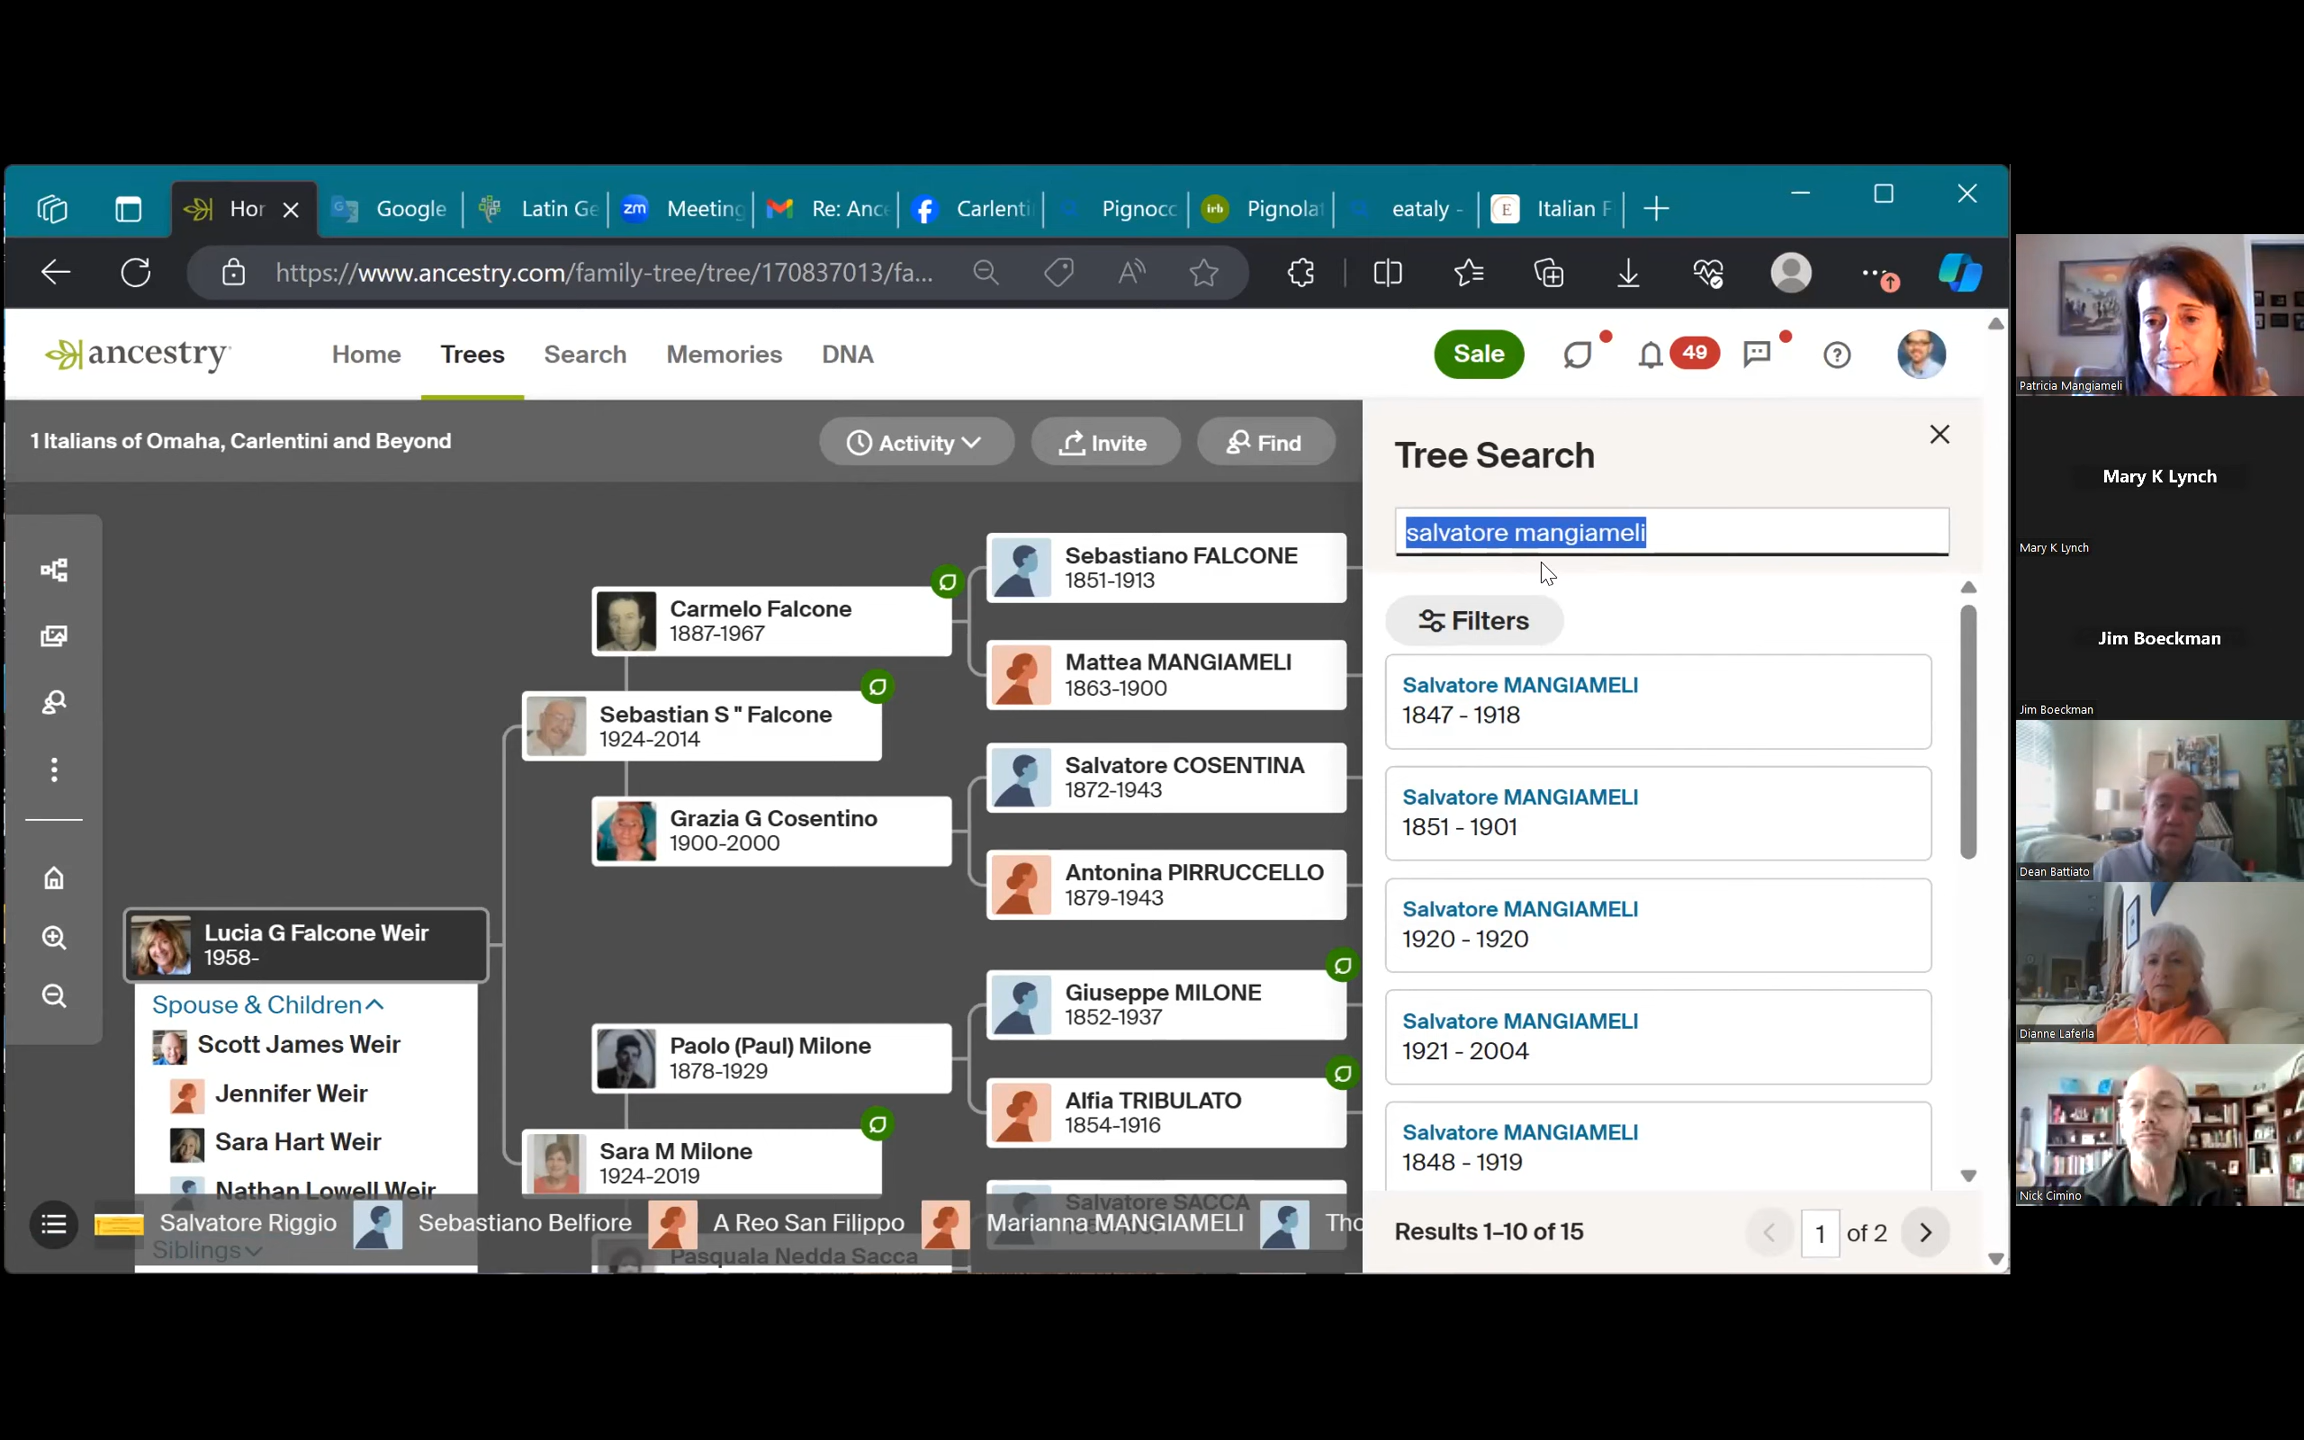 Hor
Google
Latin Ge
zm
Meeting
Re: Ance
Carlenti
Pignocc
irb
Pignolat
eataly -
E
Italian F
https://www.ancestry.com/family-tree/tree/170837013/fa...
ancestry
Home
Trees
Search
Memories
DNA
Sale
49
1 Italians of Omaha, Carlentini and Beyond
Activity
Invite
Find
Tree Search
salvatore mangiameli
Filters
Salvatore MANGIAMELI
1847 - 1918
Salvatore MANGIAMELI
1851 - 1901
Salvatore MANGIAMELI
1920 - 1920
Salvatore MANGIAMELI
1921 - 2004
Salvatore MANGIAMELI
1848 - 1919
Results 1–10 of 15
1 of 2
Sebastiano FALCONE
1851-1913
Carmelo Falcone
1887-1967
Mattea MANGIAMELI
1863-1900
Sebastian S " Falcone
1924-2014
Salvatore COSENTINA
1872-1943
Grazia G Cosentino
1900-2000
Antonina PIRRUCCELLO
1879-1943
Lucia G Falcone Weir
1958-
Spouse & Children
Scott James Weir
Jennifer Weir
Sara Hart Weir
Nathan Lowell Weir
Siblings
Giuseppe MILONE
1852-1937
Paolo (Paul) Milone
1878-1929
Alfia TRIBULATO
1854-1916
Sara M Milone
1924-2019
Salvatore SACCA
Pasquala Nedda Sacca
Salvatore Riggio
Sebastiano Belfiore
A Reo San Filippo
Marianna MANGIAMELI
Tho
Patricia Mangiameli
Mary K Lynch
Mary K Lynch
Jim Boeckman
Jim Boeckman
Dean Battiato
Dianne Laferla
Nick Cimino